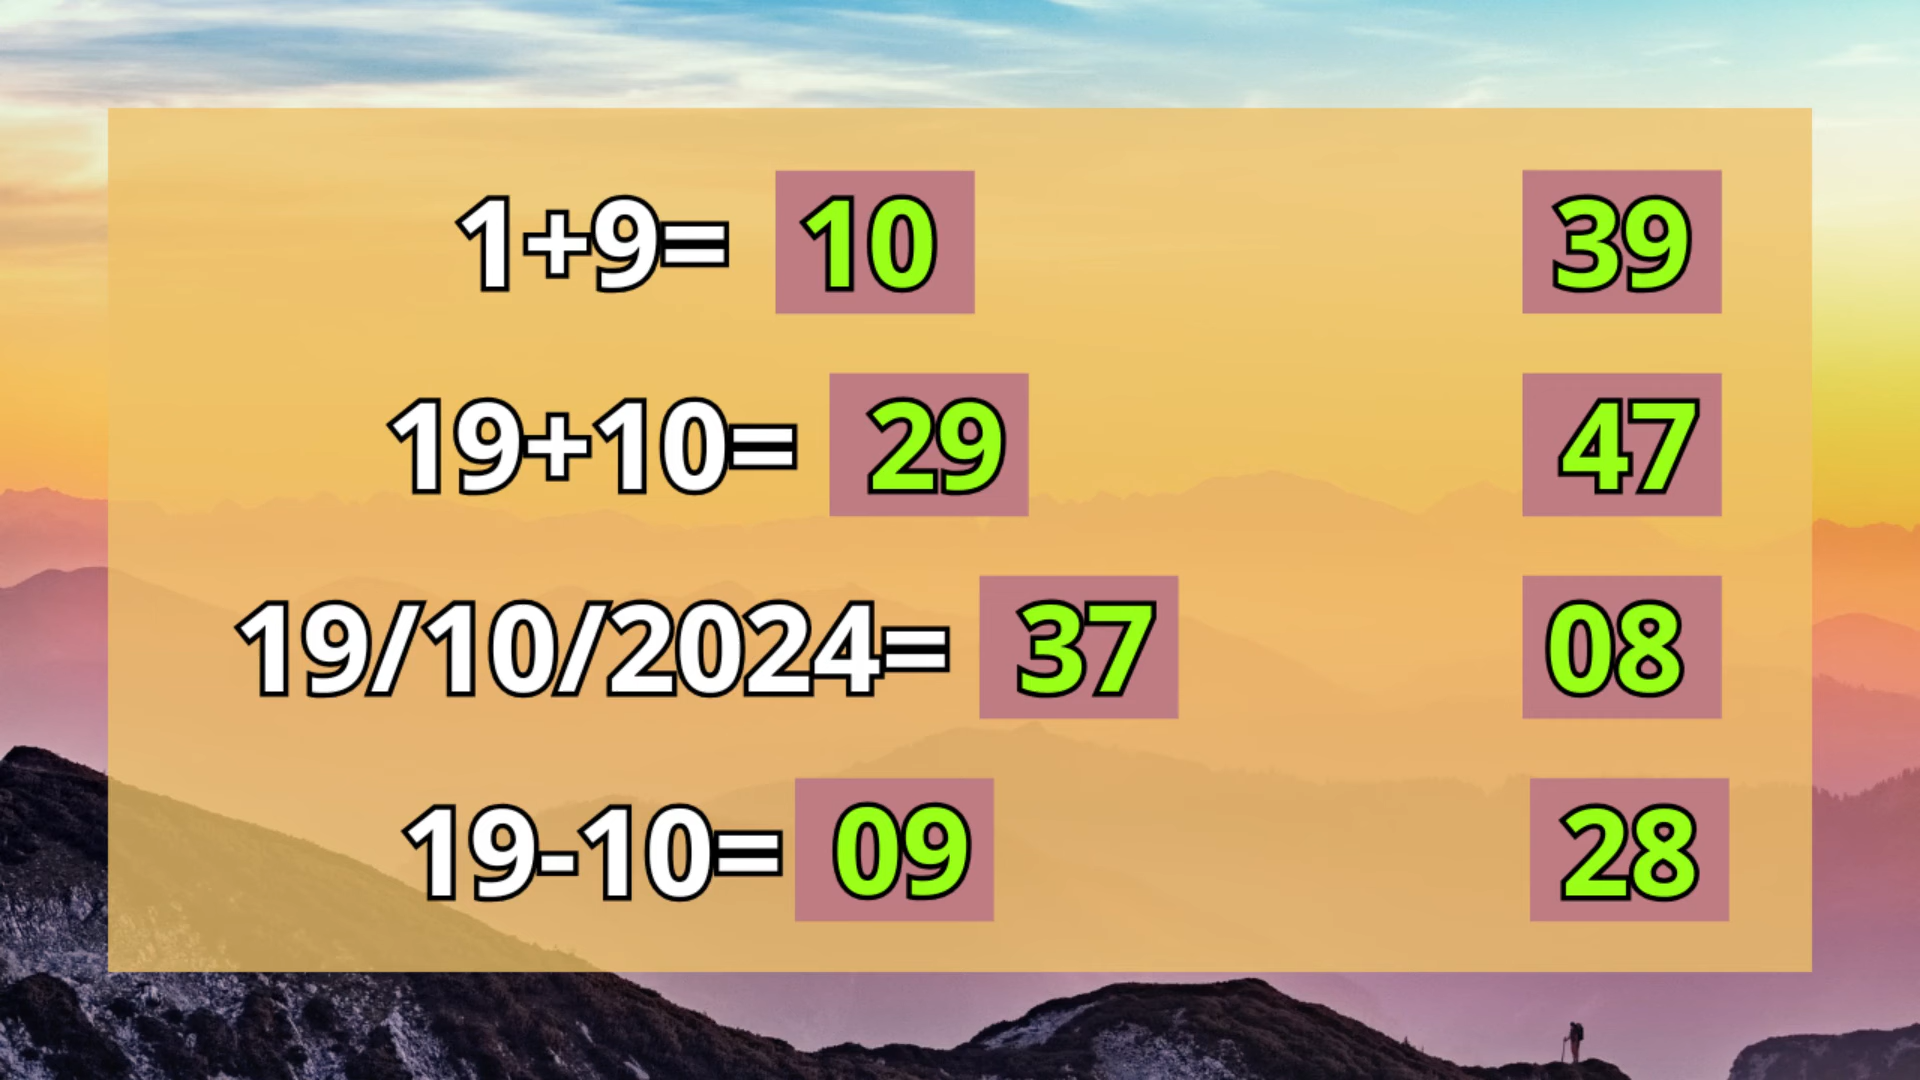 1+9= 10 39
19+10= 29 47
19/10/2024= 37 08
19-10= 09 28